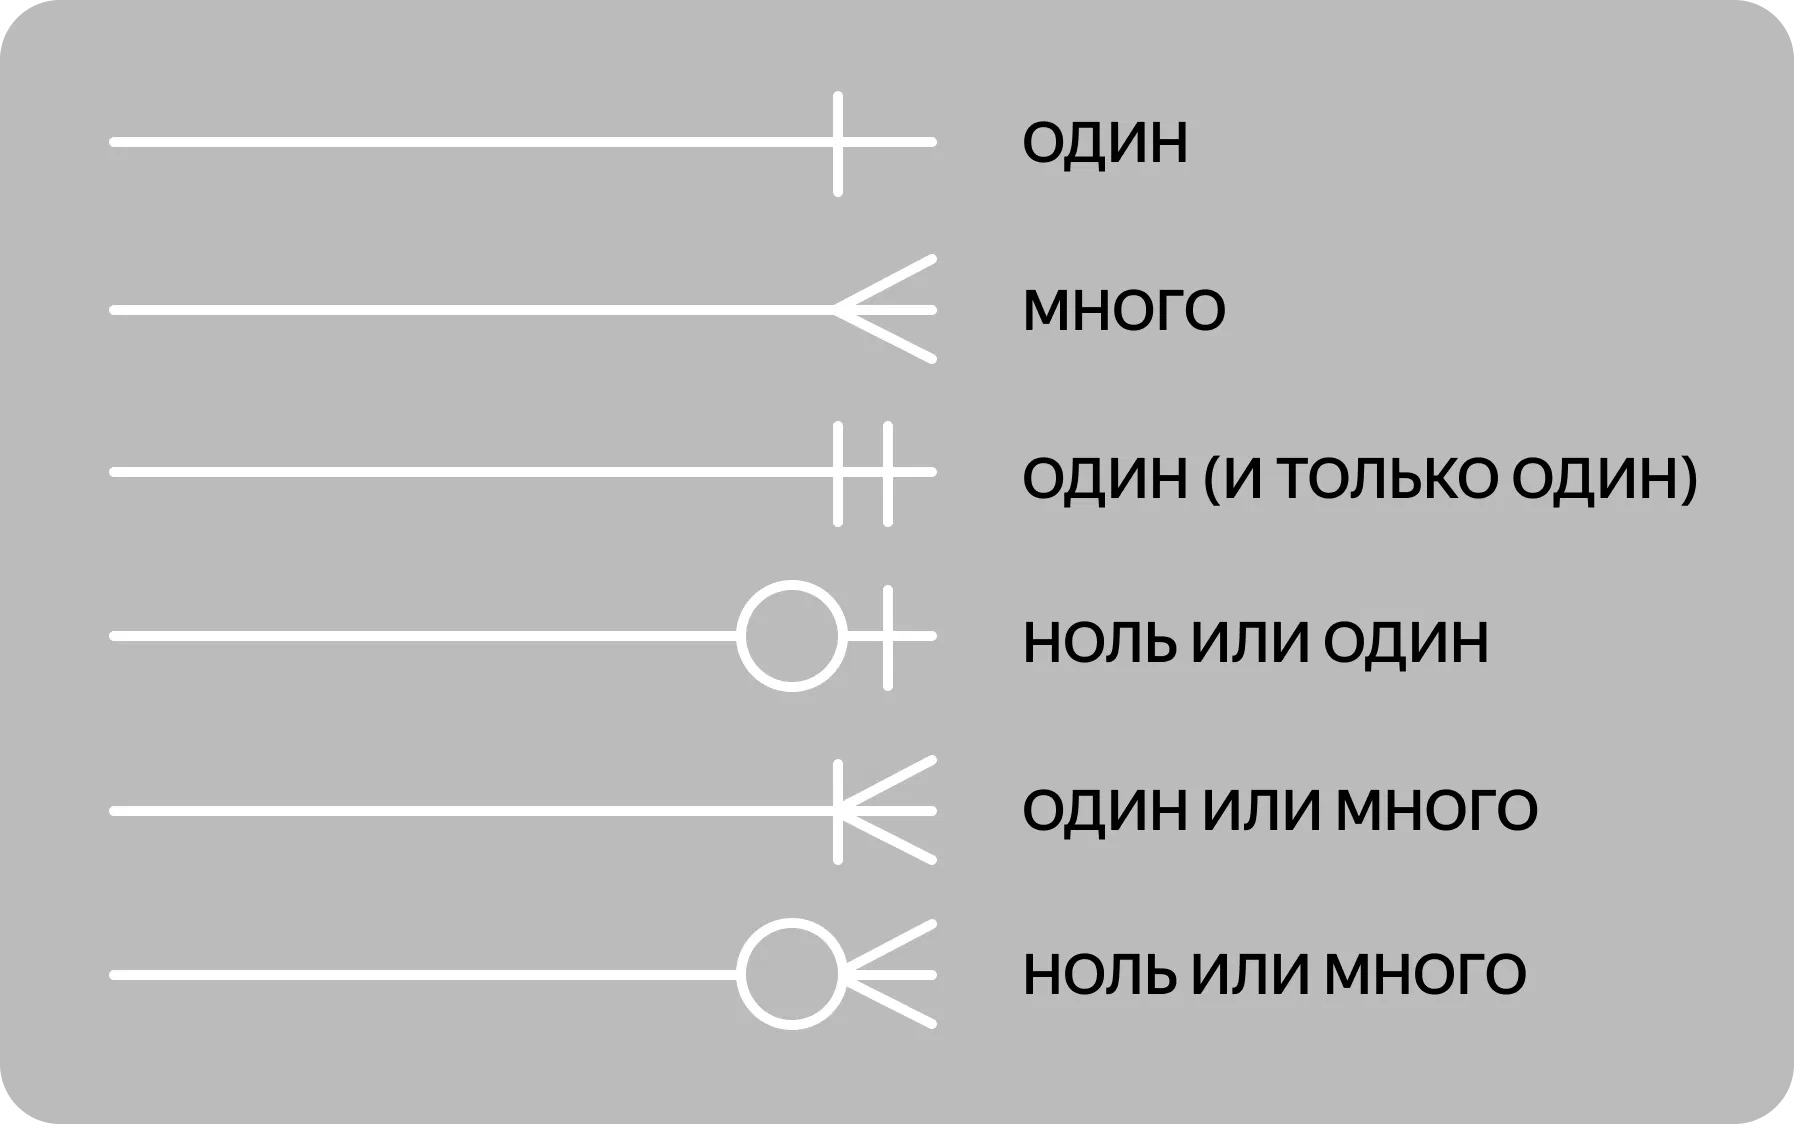 ОДИН
МНОГО
ОДИН (И ТОЛЬКО ОДИН)
НОЛЬ ИЛИ ОДИН
ОДИН ИЛИ МНОГО
НОЛЬ ИЛИ МНОГО